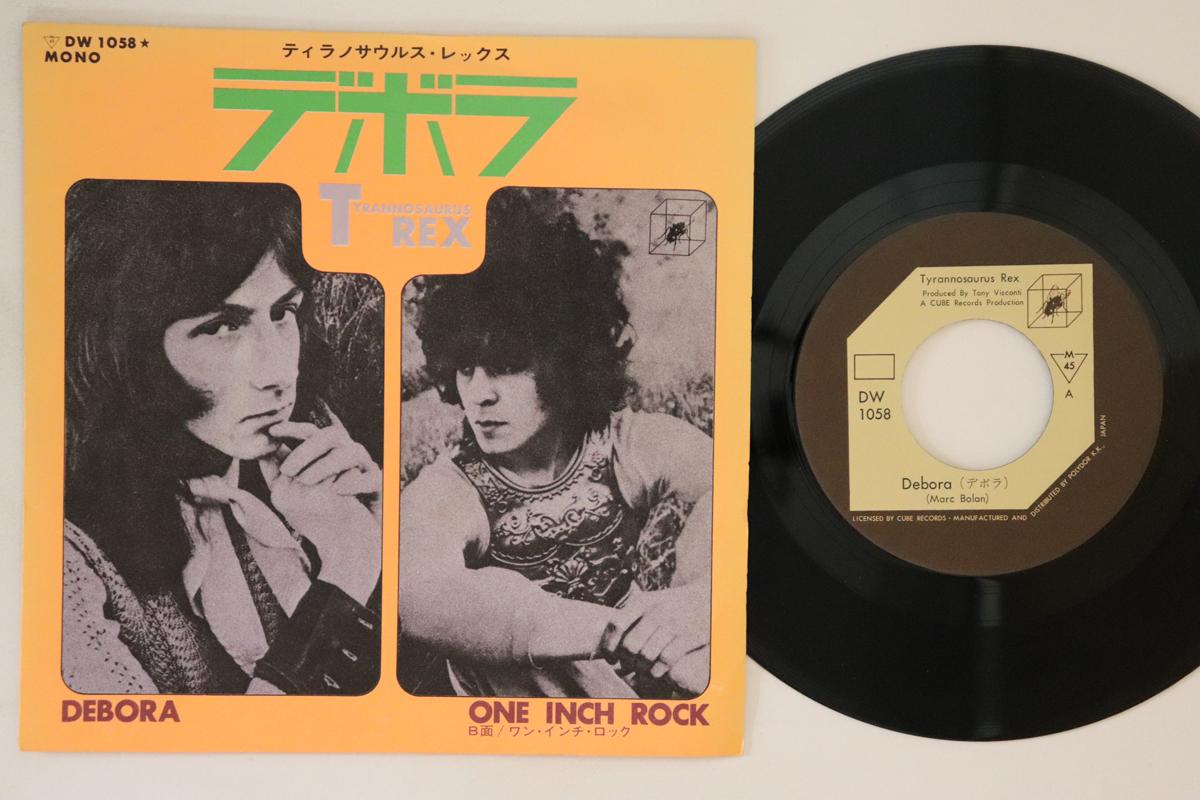 DW 1058★
MONO
ティラノサウルス・レックス
デボラ
TYRANNOSAURUS
REX
DEBORA
ONE INCH ROCK
B面/ワン・インチ・ロック
Tyrannosaurus Rex
Produced By Tony Visconti
A CUBE Records Production
M
45
A
DW
1058
Debora (デボラ)
(Marc Bolan)
LICENSED BY CUBE RECORDS・MANUFACTURED AND DISTRIBUTED BY POLYDOR K.K., JAPAN